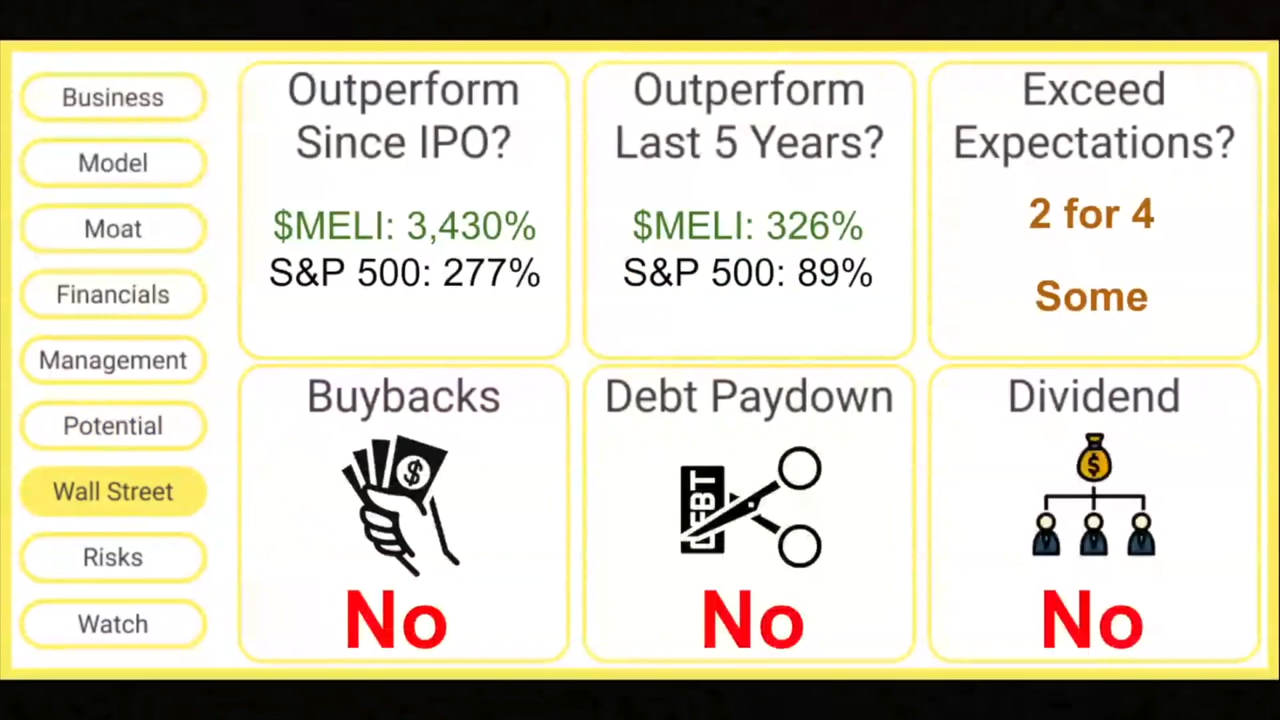 Business
Model
Moat
Financials
Management
Potential
Wall Street
Risks
Watch
Outperform
Since IPO?
$MELI: 3,430%
S&P 500: 277%
Outperform
Last 5 Years?
$MELI: 326%
S&P 500: 89%
Exceed
Expectations?
2 for 4
Some
Buybacks
$
No
Debt Paydown
DEBT
No
Dividend
$
No